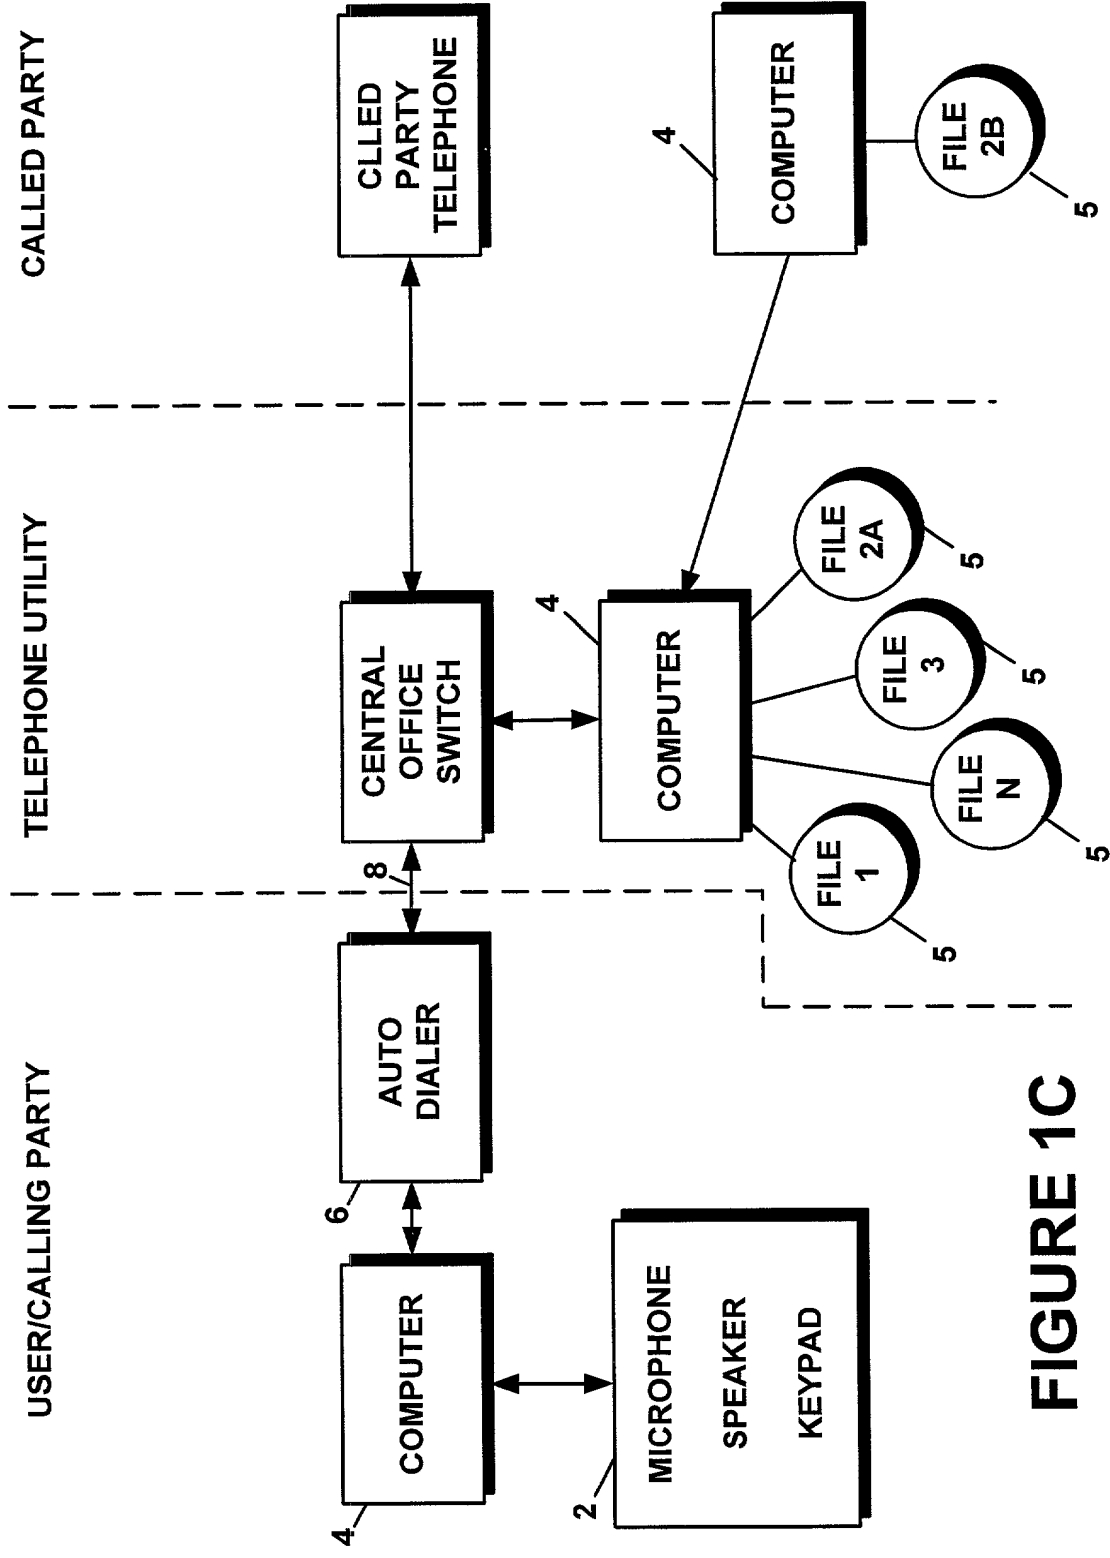 USER/CALLING PARTY
TELEPHONE UTILITY
CALLED PARTY
4
COMPUTER
6
AUTO
DIALER
8
CENTRAL
OFFICE
SWITCH
CLLED
PARTY
TELEPHONE
2
MICROPHONE
SPEAKER
KEYPAD
4
COMPUTER
4
COMPUTER
FILE
1
5
FILE
N
5
FILE
3
5
FILE
2A
5
FILE
2B
5
FIGURE 1C